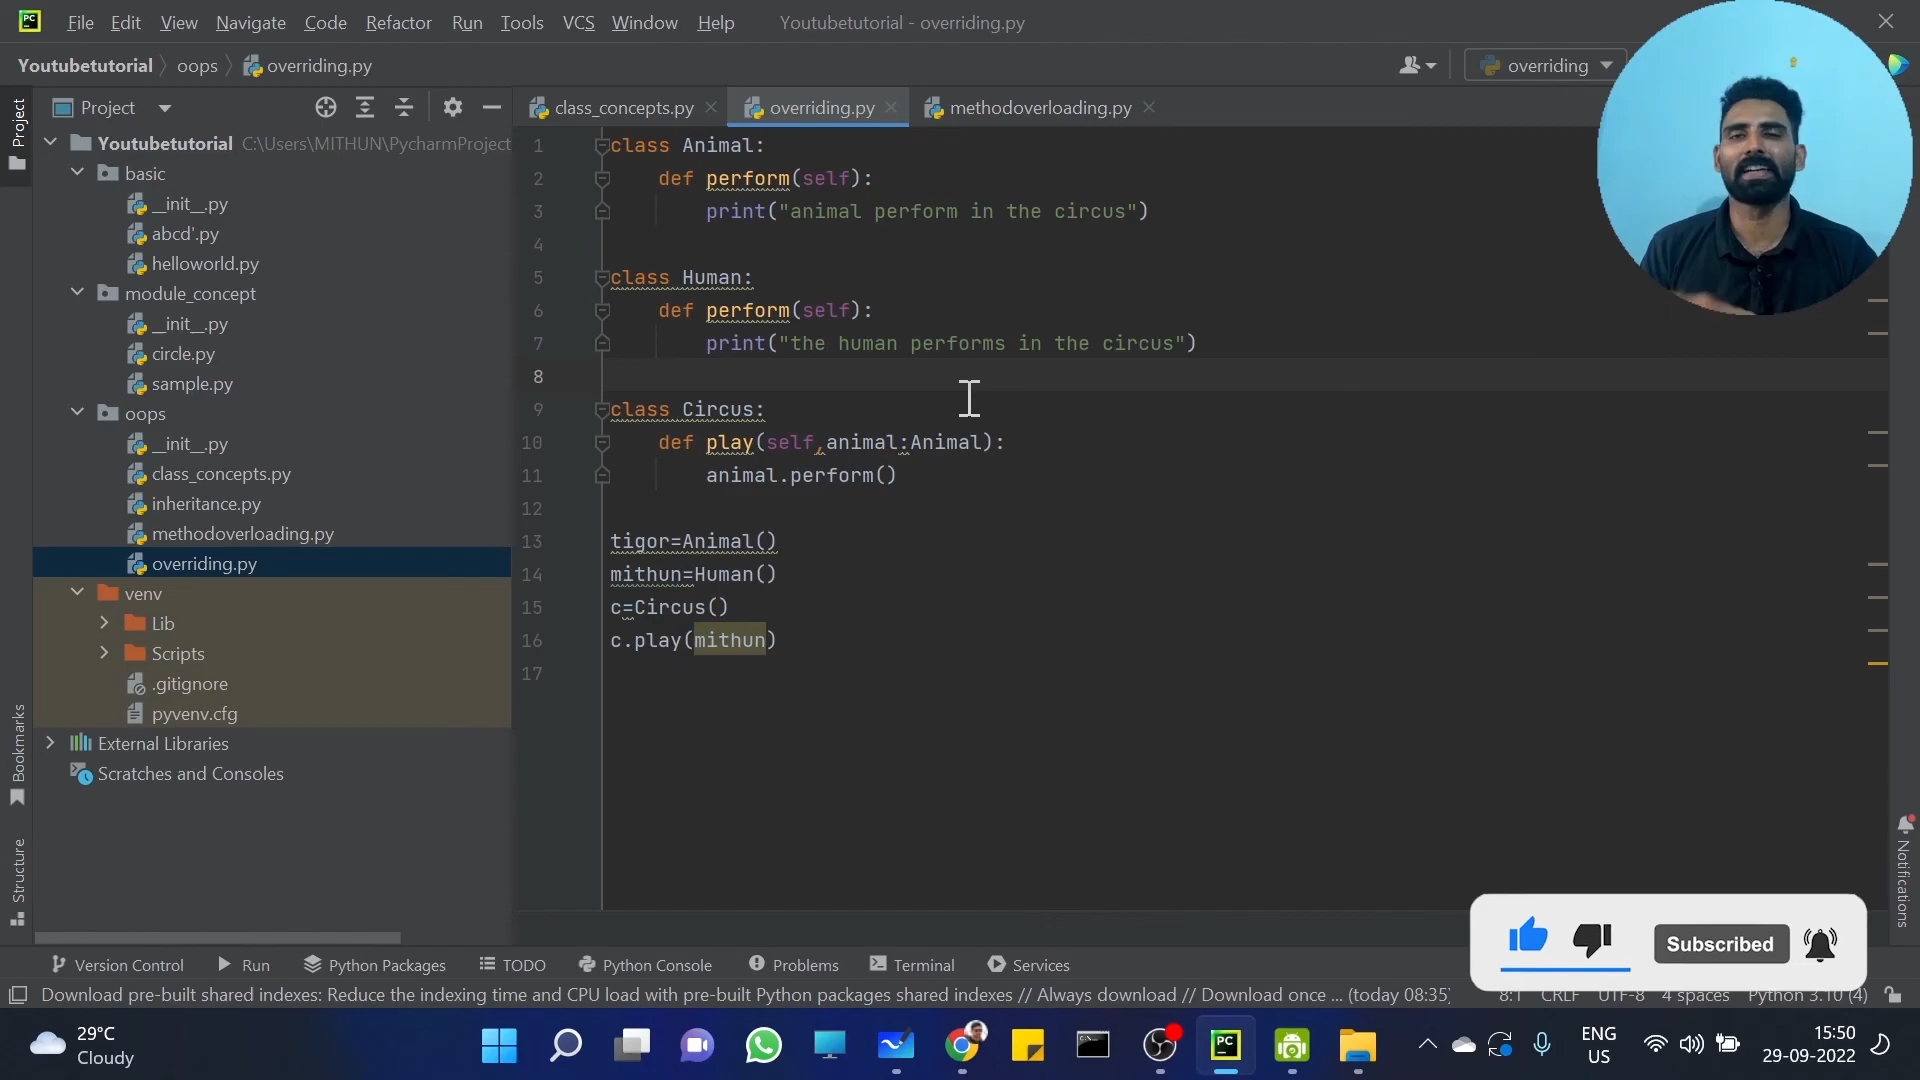 PC File Edit View Navigate Code Refactor Run Tools VCS Window Help Youtubetutorial - overriding.py
Youtubetutorial oops overriding.py overriding
Project class_concepts.py overriding.py methodoverloading.py
Project
Bookmarks
Structure
Notifications
Youtubetutorial C:\Users\MITHUN\PycharmProject
basic
__init__.py
abcd'.py
helloworld.py
module_concept
__init__.py
circle.py
sample.py
oops
__init__.py
class_concepts.py
inheritance.py
methodoverloading.py
overriding.py
venv
Lib
Scripts
.gitignore
pyvenv.cfg
External Libraries
Scratches and Consoles
1 class Animal:
2 def perform(self):
3 print("animal perform in the circus")
4
5 class Human:
6 def perform(self):
7 print("the human performs in the circus")
8
9 class Circus:
10 def play(self,animal:Animal):
11 animal.perform()
12
13 tigor=Animal()
14 mithun=Human()
15 c=Circus()
16 c.play(mithun)
17
Subscribed
Version Control Run Python Packages TODO Python Console Problems Terminal Services
Download pre-built shared indexes: Reduce the indexing time and CPU load with pre-built Python packages shared indexes // Always download // Download once ... (today 08:35) 8:1 CRLF UTF-8 4 spaces Python 3.10 (4)
29°C
Cloudy
PC
ENG
US
15:50
29-09-2022